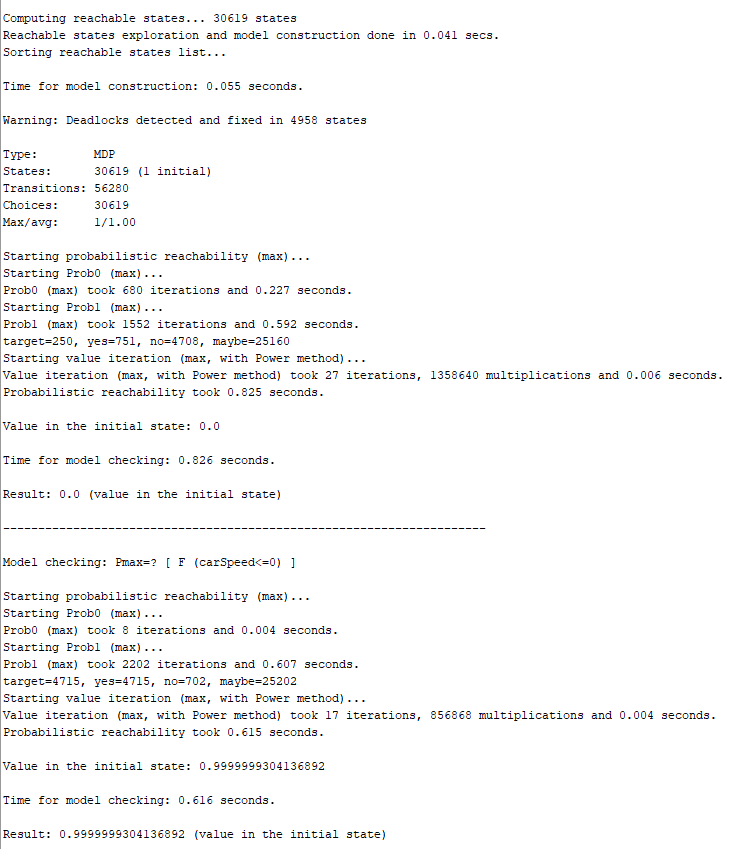 Computing reachable states... 30619 states
Reachable states exploration and model construction done in 0.041 secs.
Sorting reachable states list...
Time for model construction: 0.055 seconds.
Warning: Deadlocks detected and fixed in 4958 states
Type:        MDP
States:      30619 (1 initial)
Transitions: 56280
Choices:     30619
Max/avg:     1/1.00
Starting probabilistic reachability (max)...
Starting Prob0 (max)...
Prob0 (max) took 680 iterations and 0.227 seconds.
Starting Prob1 (max)...
Prob1 (max) took 1552 iterations and 0.592 seconds.
target=250, yes=751, no=4708, maybe=25160
Starting value iteration (max, with Power method)...
Value iteration (max, with Power method) took 27 iterations, 1358640 multiplications and 0.006 seconds.
Probabilistic reachability took 0.825 seconds.
Value in the initial state: 0.0
Time for model checking: 0.826 seconds.
Result: 0.0 (value in the initial state)
---------------------------------------------------------------------
Model checking: Pmax=? [ F (carSpeed<=0) ]
Starting probabilistic reachability (max)...
Starting Prob0 (max)...
Prob0 (max) took 8 iterations and 0.004 seconds.
Starting Prob1 (max)...
Prob1 (max) took 2202 iterations and 0.607 seconds.
target=4715, yes=4715, no=702, maybe=25202
Starting value iteration (max, with Power method)...
Value iteration (max, with Power method) took 17 iterations, 856868 multiplications and 0.004 seconds.
Probabilistic reachability took 0.615 seconds.
Value in the initial state: 0.9999999304136892
Time for model checking: 0.616 seconds.
Result: 0.9999999304136892 (value in the initial state)